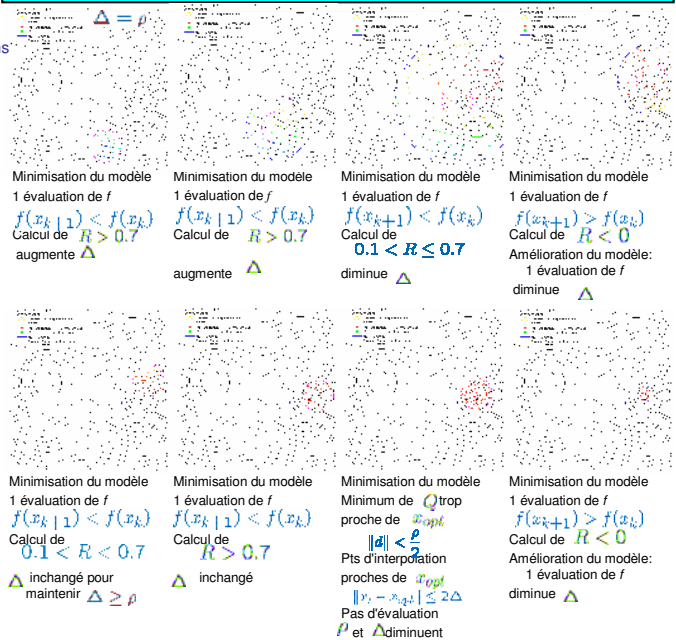 Δ = ρ
Minimisation du modèle
1 évaluation de f
f(x_{k+1}) < f(x_k)
Calcul de R > 0.7
augmente Δ
Minimisation du modèle
1 évaluation de f
f(x_{k+1}) < f(x_k)
Calcul de R > 0.7
augmente Δ
Minimisation du modèle
1 évaluation de f
f(x_{k+1}) < f(x_k)
Calcul de
0.1 < R ≤ 0.7
diminue Δ
Minimisation du modèle
1 évaluation de f
f(x_{k+1}) > f(x_k)
Calcul de R < 0
Amélioration du modèle:
1 évaluation de f
diminue Δ
Minimisation du modèle
1 évaluation de f
f(x_{k+1}) < f(x_k)
Calcul de
0.1 < R < 0.7
Δ inchangé pour
maintenir Δ ≥ ρ
Minimisation du modèle
1 évaluation de f
f(x_{k+1}) < f(x_k)
Calcul de
R > 0.7
Δ inchangé
Minimisation du modèle
Minimum de Q trop
proche de x_{opt}
‖d‖ < ρ/2
Pts d'interpolation
proches de x_{opt}
≤ 2Δ
Pas d'évaluation
ρ et Δ diminuent
Minimisation du modèle
1 évaluation de f
f(x_{k+1}) > f(x_k)
Calcul de R < 0
Amélioration du modèle:
1 évaluation de f
diminue Δ